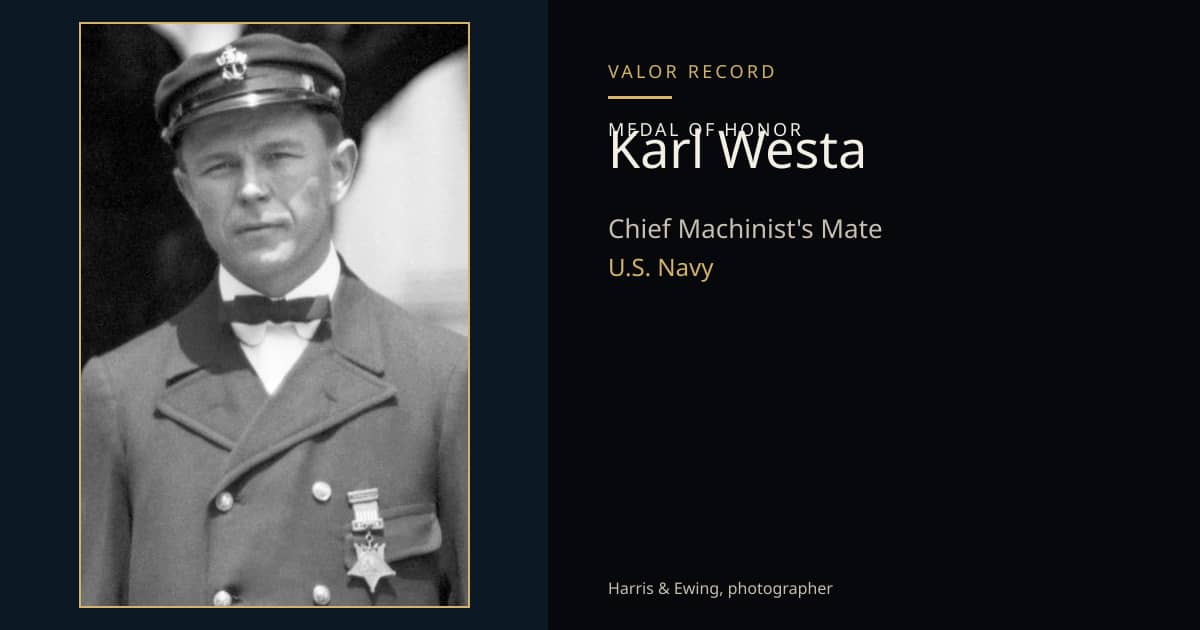 VALOR RECORD
MEDAL OF HONOR
Karl Westa
Chief Machinist's Mate
U.S. Navy
Harris & Ewing, photographer